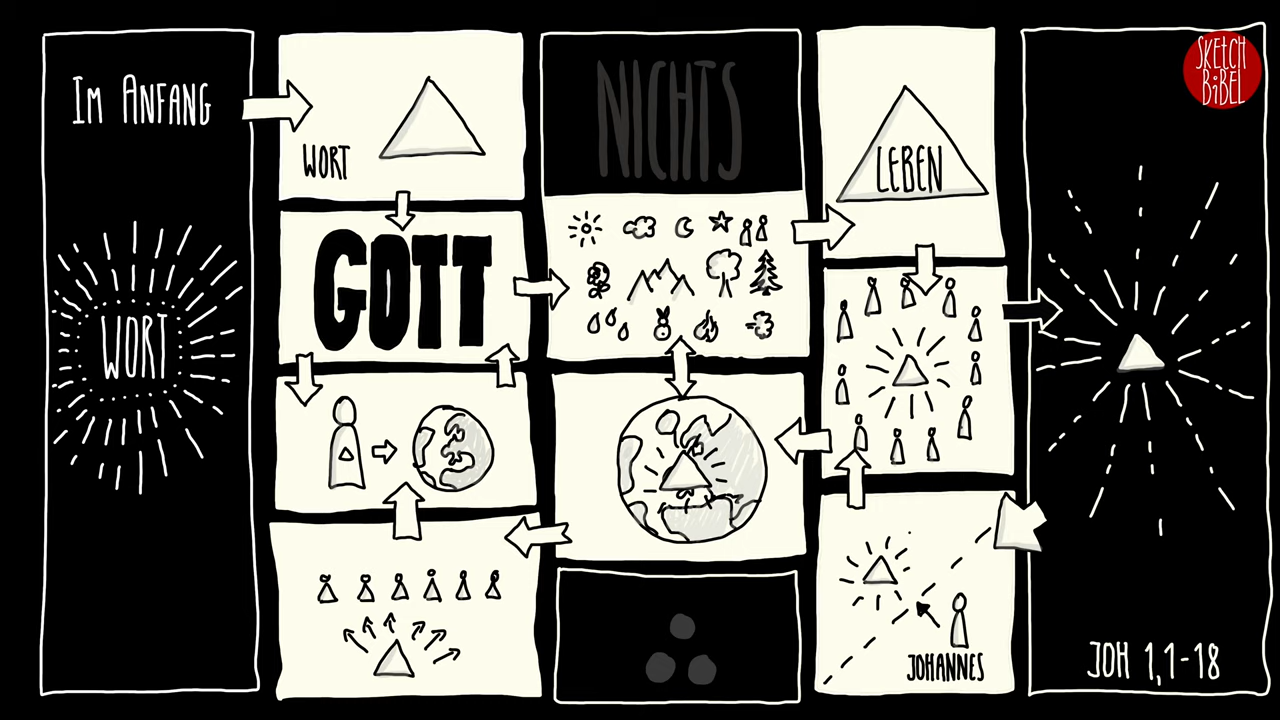 Im Anfang
WORT
WORT
GOTT
NICHTS
LEBEN
JOHANNES
SKETCH
BiBEL
JOH 1,1-18